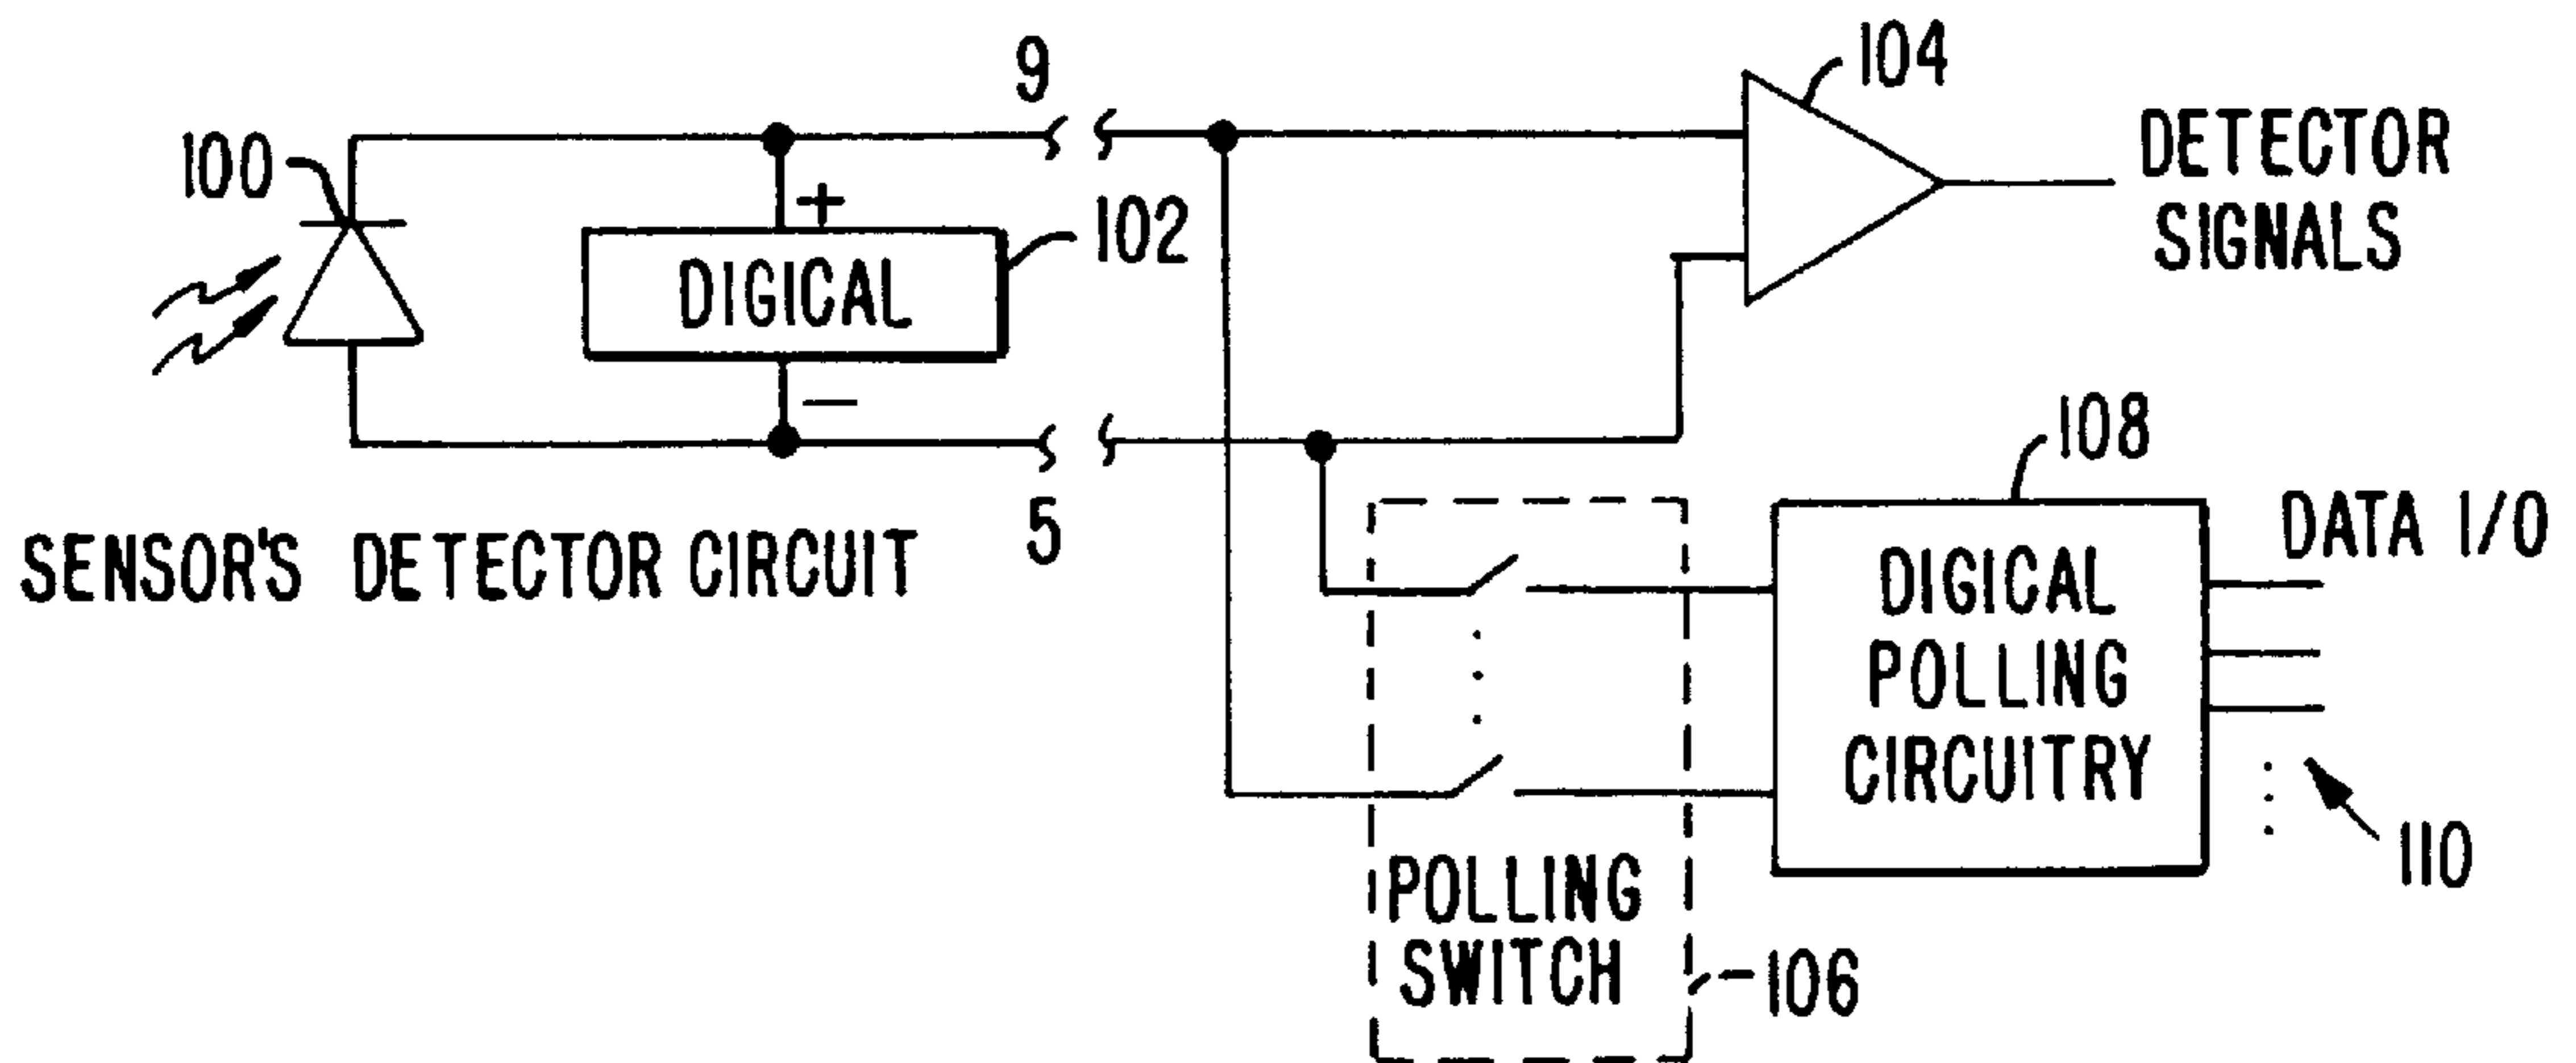 9
104
100
DETECTOR
SIGNALS
+
102
DIGICAL
−
108
5
DATA I/O
SENSOR'S DETECTOR CIRCUIT
DIGICAL
POLLING
CIRCUITRY
110
POLLING
SWITCH
106